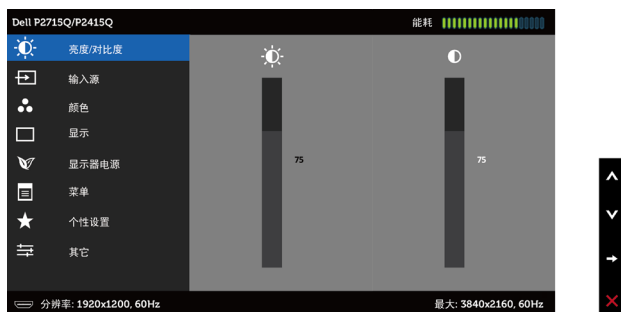 Dell P2715Q/P2415Q
能耗
亮度/对比度
输入源
颜色
显示
显示器电源
菜单
个性设置
其它
75
75
分辨率: 1920x1200, 60Hz
最大: 3840x2160, 60Hz